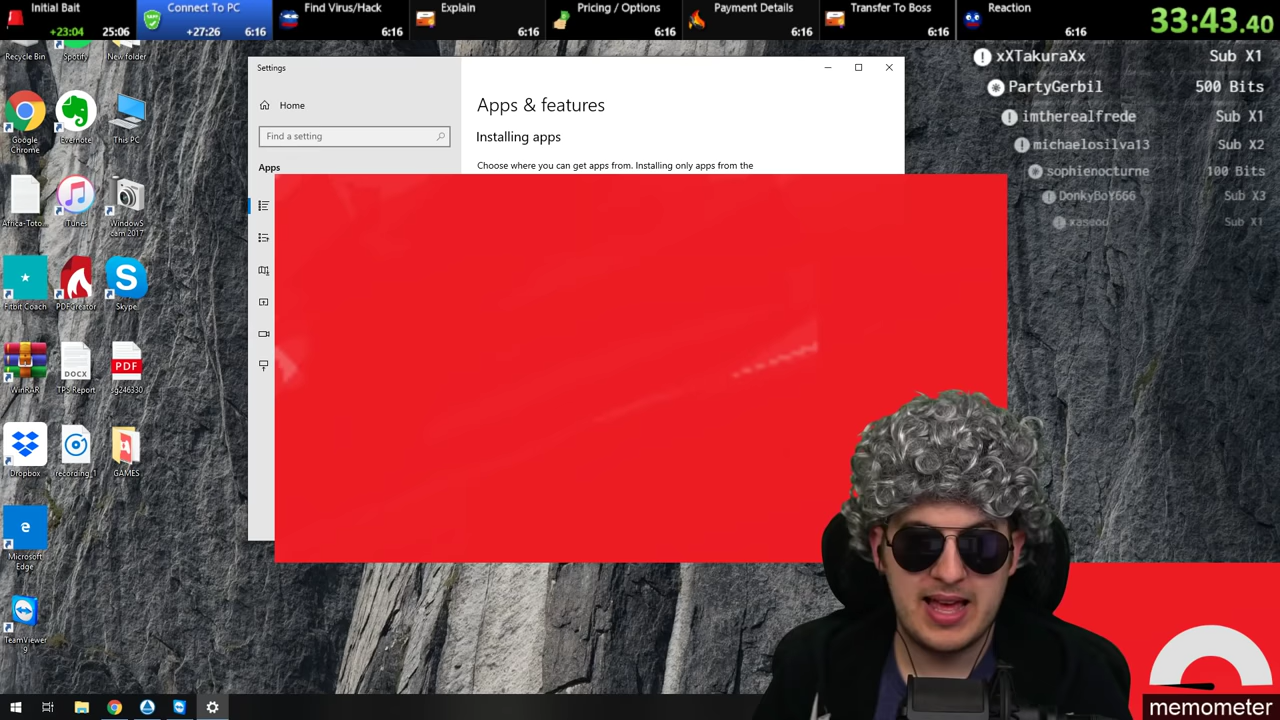 Initial Bait
+23:04 25:06
Connect To PC
+27:26 6:16
Find Virus/Hack
6:16
Explain
6:16
Pricing / Options
6:16
Payment Details
6:16
Transfer To Boss
6:16
Reaction
6:16
33:43.40
Recycle Bin
Spotify
New folder
Google Chrome
Evernote
This PC
Africa-Toto...
iTunes
WindowS cam 2017
Fitbit Coach
PDFCreator
Skype
WinRAR
DOCX
TPS Report
PDF
sg246330
Dropbox
recording_1
GAMES
Microsoft Edge
TeamViewer 9
Settings
Home
Find a setting
Apps
Apps & features
Installing apps
Choose where you can get apps from. Installing only apps from the
xXTakuraXx Sub X1
PartyGerbil 500 Bits
imtherealfrede Sub X1
michaelosilva13 Sub X2
sophienocturne 100 Bits
DonkyBoY666 Sub X3
Sub X1
memometer